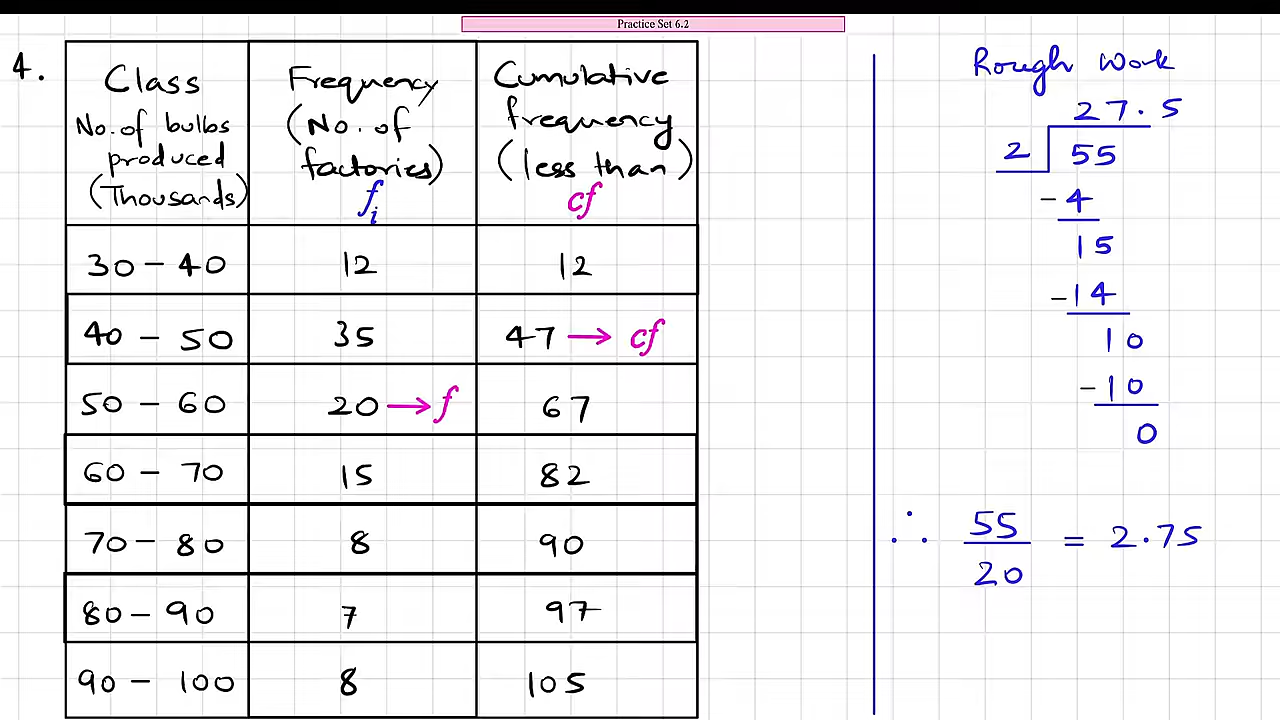 Practice Set 6.2
4.
Class
No. of bulbs
produced
(Thousands)
Frequency
(No. of
factories)
fi
Cumulative
frequency
(less than)
cf
30 - 40 12 12
40 - 50 35 47 → cf
50 - 60 20 → f 67
60 - 70 15 82
70 - 80 8 90
80 - 90 7 97
90 - 100 8 105
Rough Work
27.5
2 55
-4
15
-14
10
-10
0
∴ 55/20 = 2.75